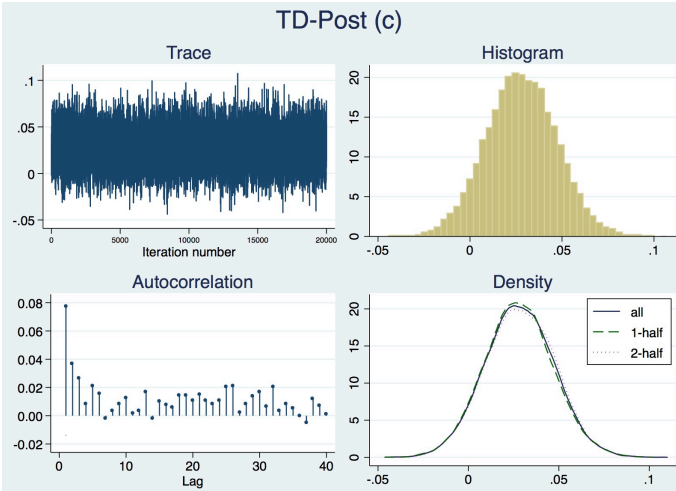 TD-Post (c)
Trace
.1
.05
0
-.05
0 5000 10000 15000 20000
Iteration number
Histogram
20
15
10
5
0
-.05 0 .05 .1
Autocorrelation
0.08
0.06
0.04
0.02
0.00
-0.02
0 10 20 30 40
Lag
Density
20
15
10
5
0
-.05 0 .05 .1
all
1-half
2-half